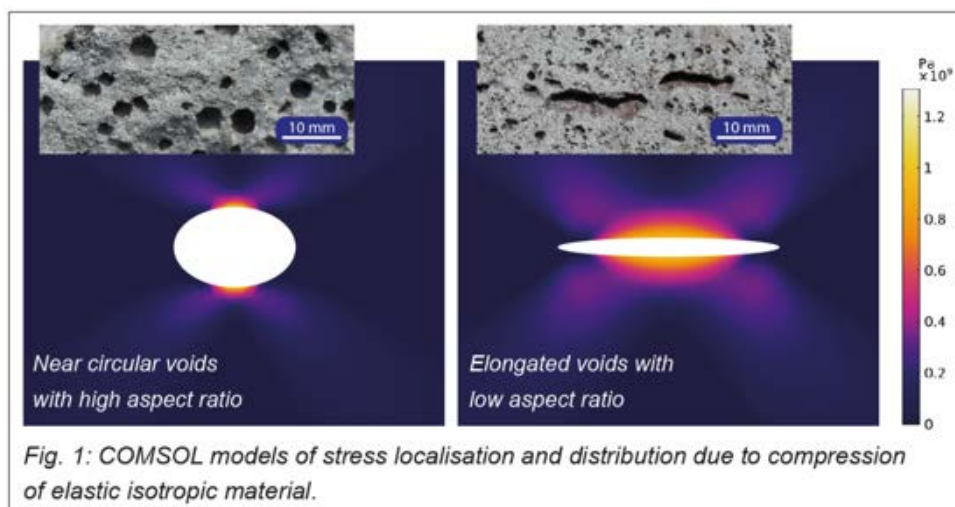 10 mm
10 mm
Pa
×10⁹
1.2
1
0.8
0.6
0.4
0.2
0
Near circular voids
with high aspect ratio
Elongated voids with
low aspect ratio
Fig. 1: COMSOL models of stress localisation and distribution due to compression
of elastic isotropic material.